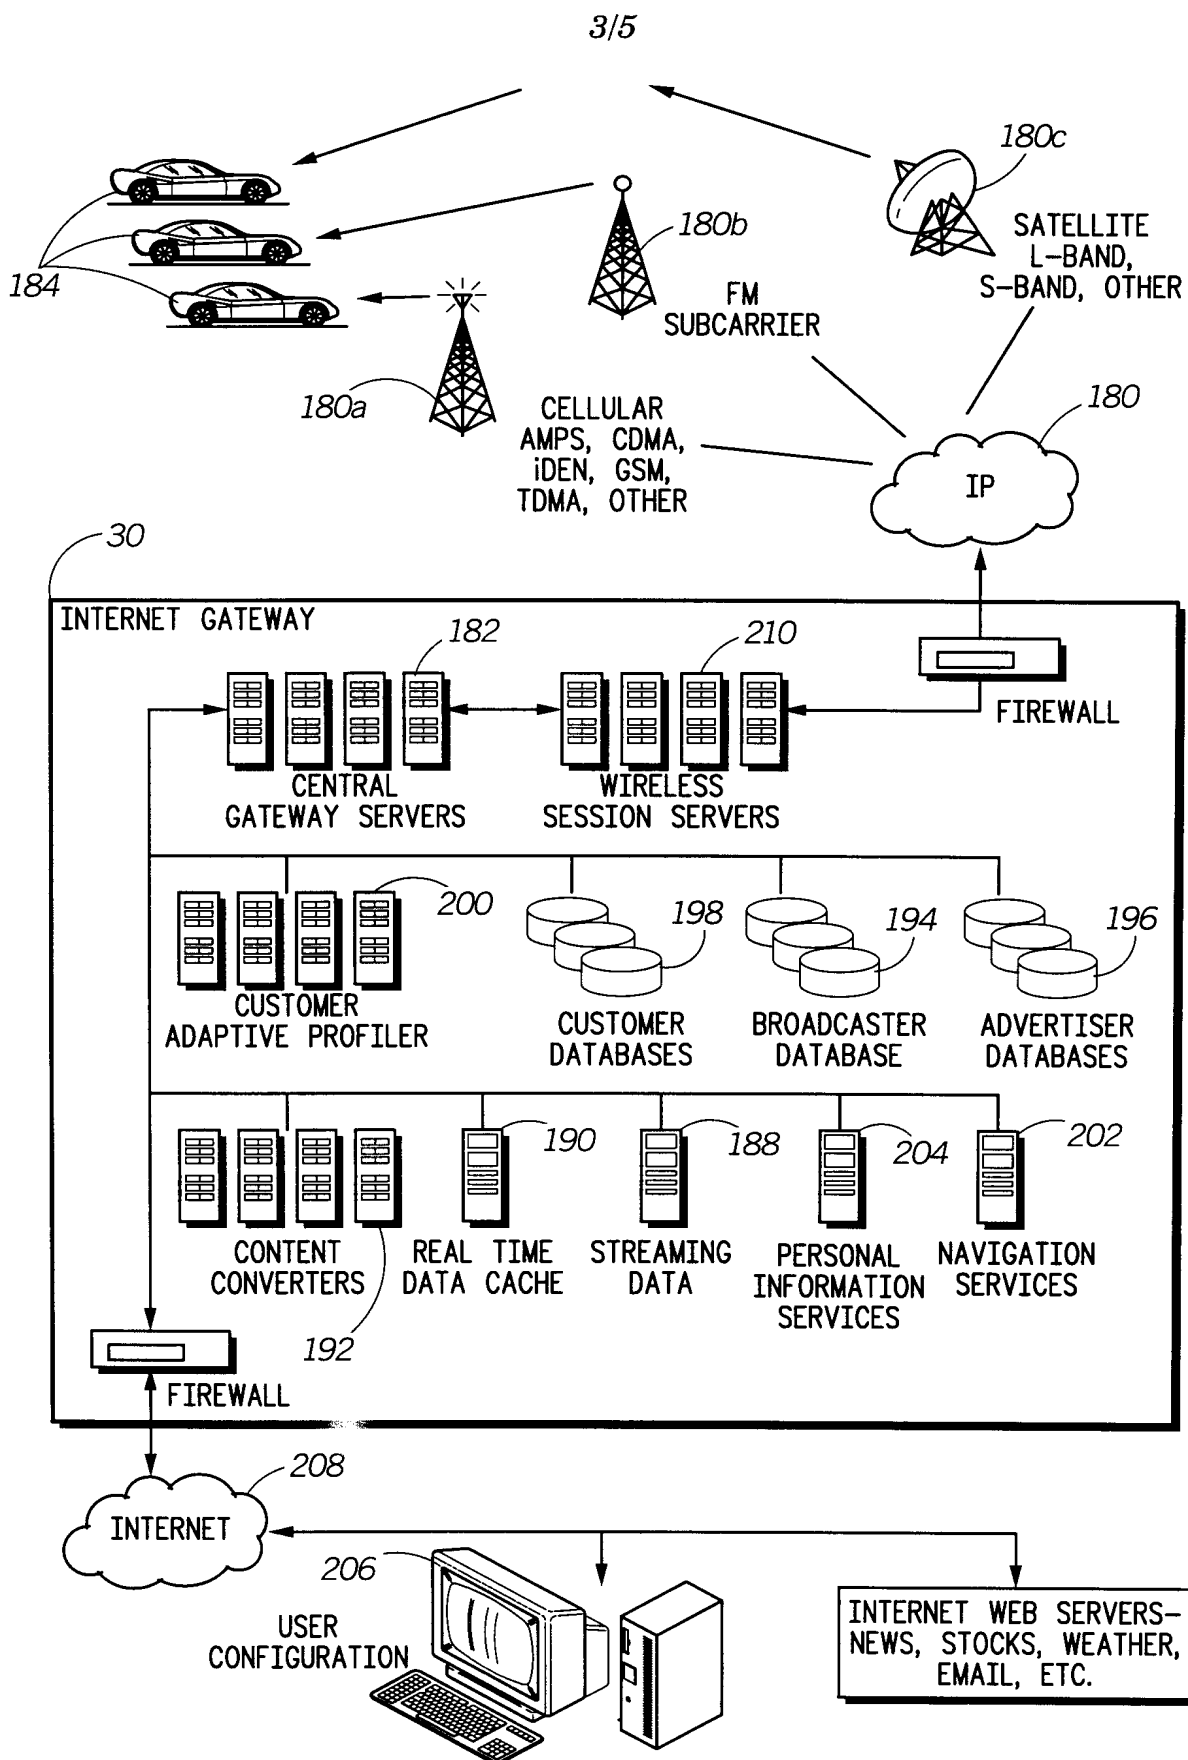 3/5
180c
SATELLITE
L-BAND,
S-BAND, OTHER
180b
FM
SUBCARRIER
184
180a
CELLULAR
AMPS, CDMA,
iDEN, GSM,
TDMA, OTHER
180
IP
30
INTERNET GATEWAY
182
210
FIREWALL
CENTRAL
GATEWAY SERVERS
WIRELESS
SESSION SERVERS
200
198
194
196
CUSTOMER
ADAPTIVE PROFILER
CUSTOMER
DATABASES
BROADCASTER
DATABASE
ADVERTISER
DATABASES
190
188
204
202
CONTENT
CONVERTERS
REAL TIME
DATA CACHE
STREAMING
DATA
PERSONAL
INFORMATION
SERVICES
NAVIGATION
SERVICES
192
FIREWALL
208
INTERNET
206
USER
CONFIGURATION
INTERNET WEB SERVERS-
NEWS, STOCKS, WEATHER,
EMAIL, ETC.